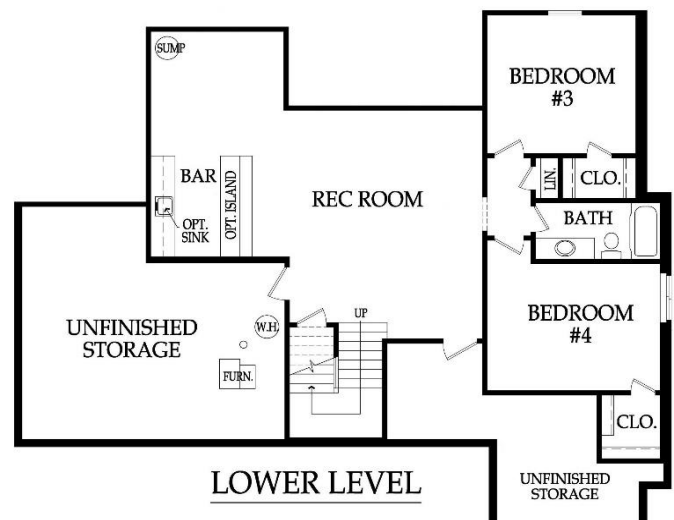 SUMP
BEDROOM
#3
BAR
OPT. ISLAND
OPT.
SINK
REC ROOM
LIN.
CLO.
BATH
UNFINISHED
STORAGE
W.H.
FURN.
UP
BEDROOM
#4
CLO.
UNFINISHED
STORAGE
LOWER LEVEL